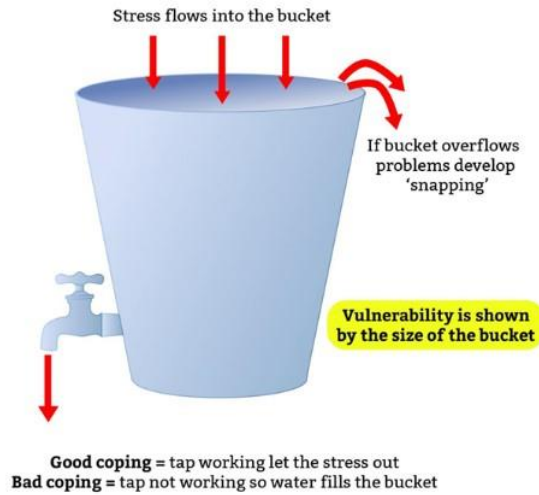 Stress flows into the bucket
If bucket overflows
problems develop
‘snapping’
Vulnerability is shown
by the size of the bucket
Good coping = tap working let the stress out
Bad coping = tap not working so water fills the bucket